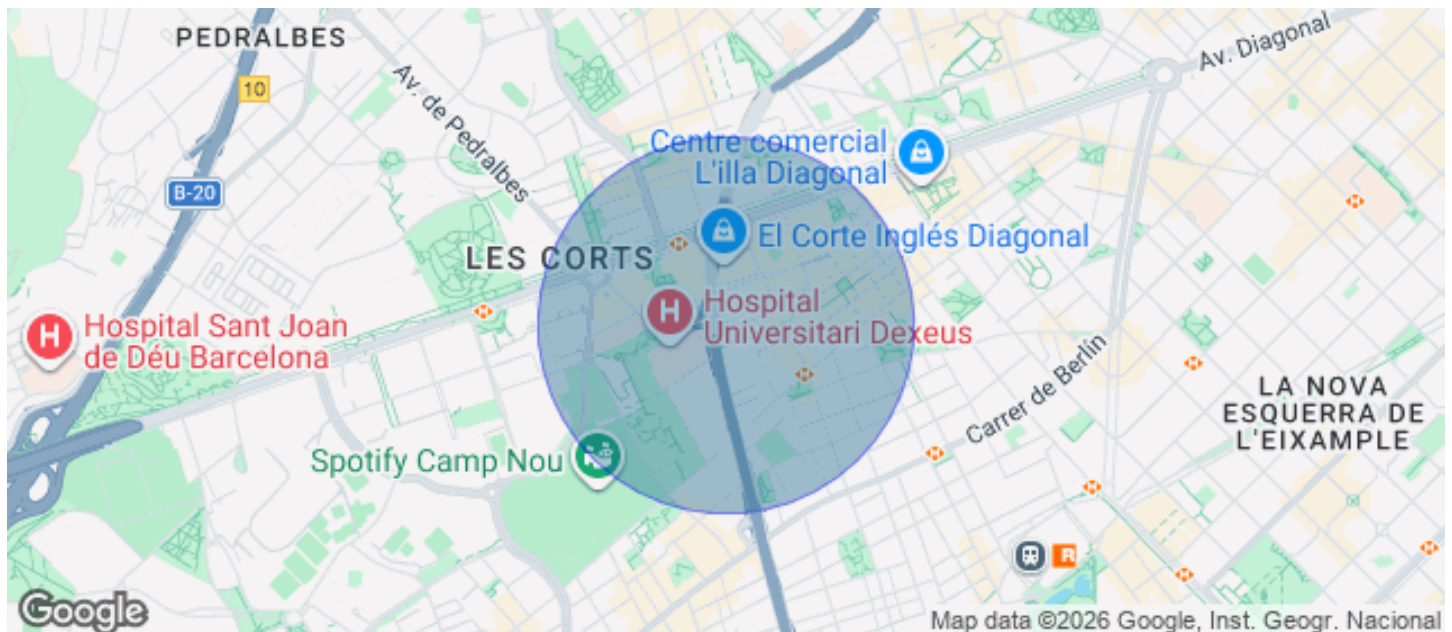 PEDRALBES
10
Av. de Pedralbes
Av. Diagonal
Centre comercial
L'illa Diagonal
B-20
El Corte Inglés Diagonal
LES CORTS
H
Hospital
Universitari Dexeus
H
Hospital Sant Joan
de Déu Barcelona
Carrer de Berlín
LA NOVA
ESQUERRA DE
L'EIXAMPLE
Spotify Camp Nou
R
Google
Map data ©2026 Google, Inst. Geogr. Nacional